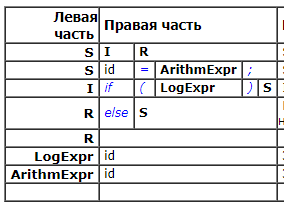 Левая часть Правая часть
S I R
S id = ArithmExpr ;
I if ( LogExpr ) S
R else S
R
LogExpr id
ArithmExpr id